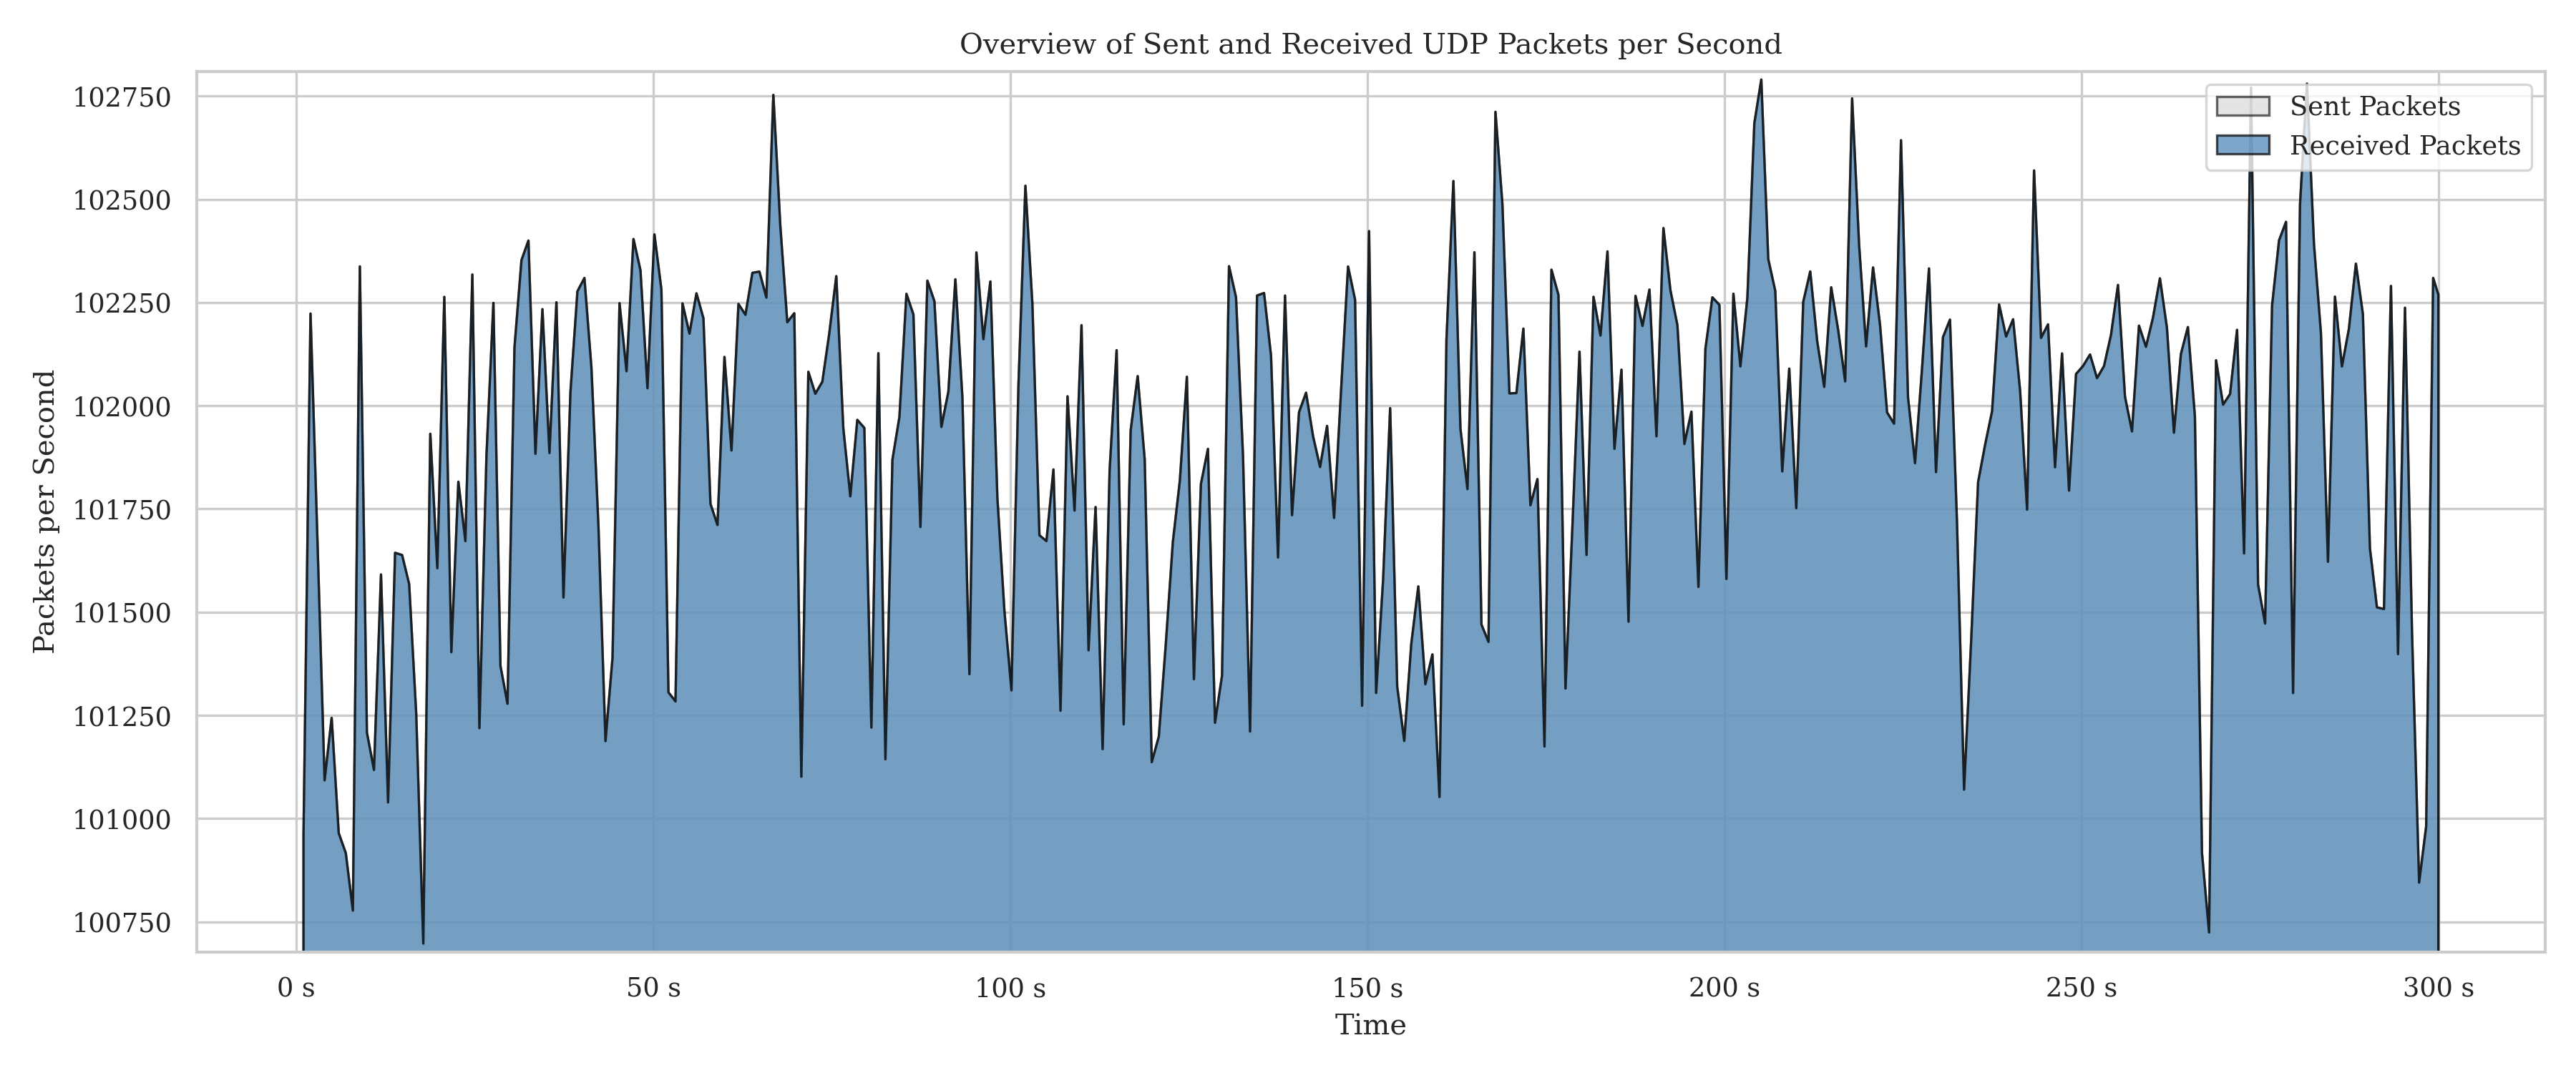 Overview of Sent and Received UDP Packets per Second
Packets per Second
102750
102500
102250
102000
101750
101500
101250
101000
100750
Sent Packets
Received Packets
0 s
50 s
100 s
150 s
200 s
250 s
300 s
Time